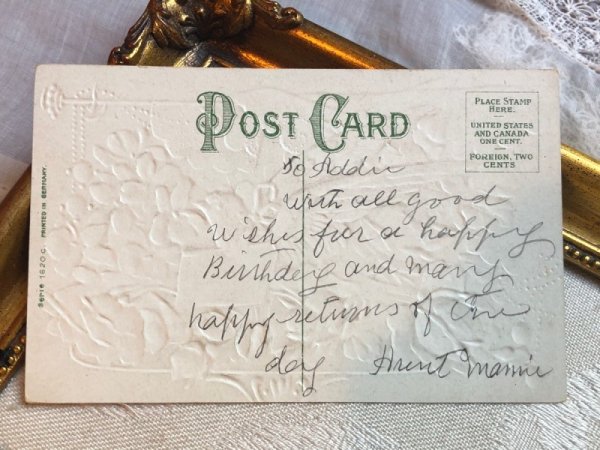 POST CARD
PLACE STAMP
HERE.
UNITED STATES
AND CANADA
ONE CENT.
FOREIGN, TWO
CENTS
To Addie
With all good
wishes for a happy
Birthday and many
happy returns of the
day Aunt Mamie
Serie 1620 C. PRINTED IN GERMANY.